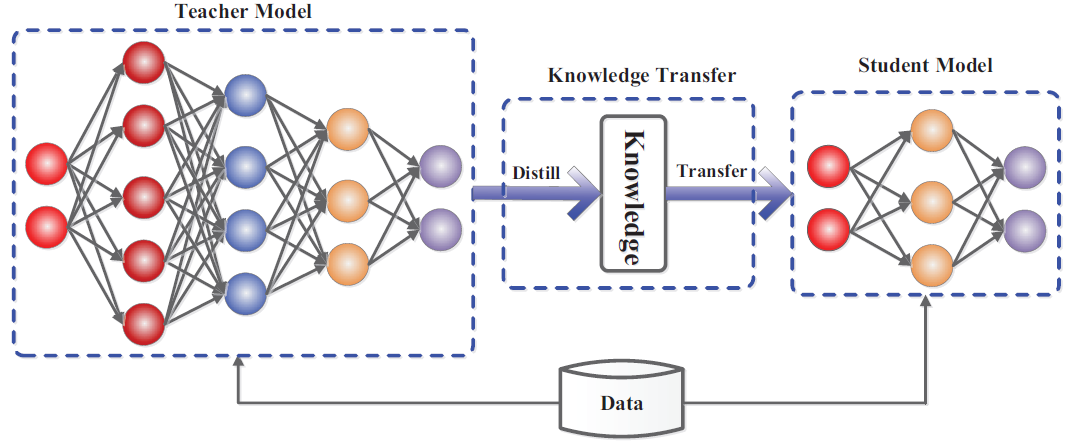 Teacher Model
Knowledge Transfer
Student Model
Distill
Knowledge
Transfer
Data